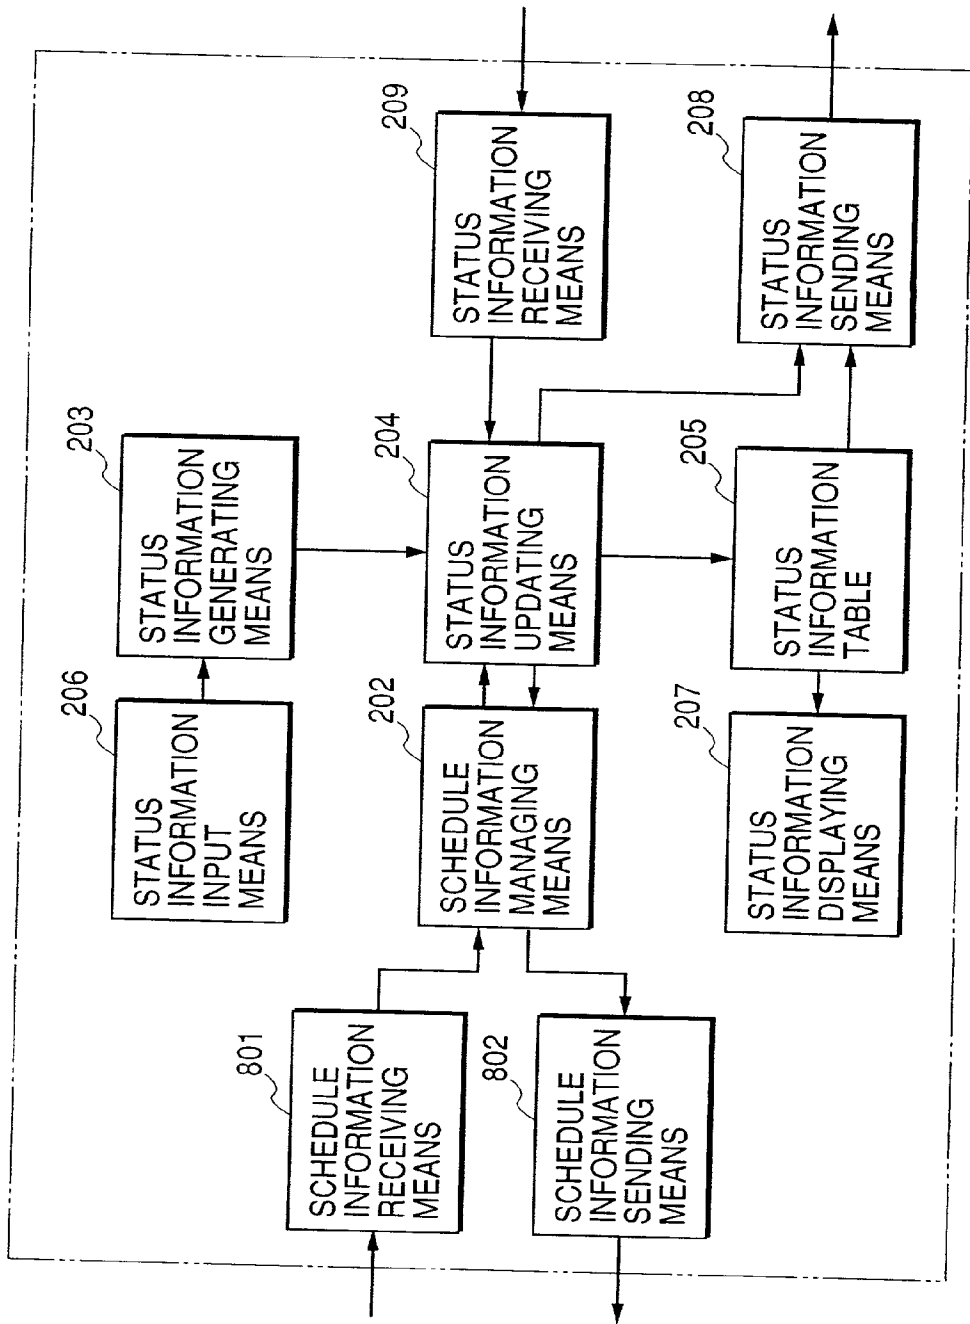 206
STATUS
INFORMATION
INPUT
MEANS
203
STATUS
INFORMATION
GENERATING
MEANS
801
SCHEDULE
INFORMATION
RECEIVING
MEANS
202
SCHEDULE
INFORMATION
MANAGING
MEANS
204
STATUS
INFORMATION
UPDATING
MEANS
209
STATUS
INFORMATION
RECEIVING
MEANS
802
SCHEDULE
INFORMATION
SENDING
MEANS
207
STATUS
INFORMATION
DISPLAYING
MEANS
205
STATUS
INFORMATION
TABLE
208
STATUS
INFORMATION
SENDING
MEANS